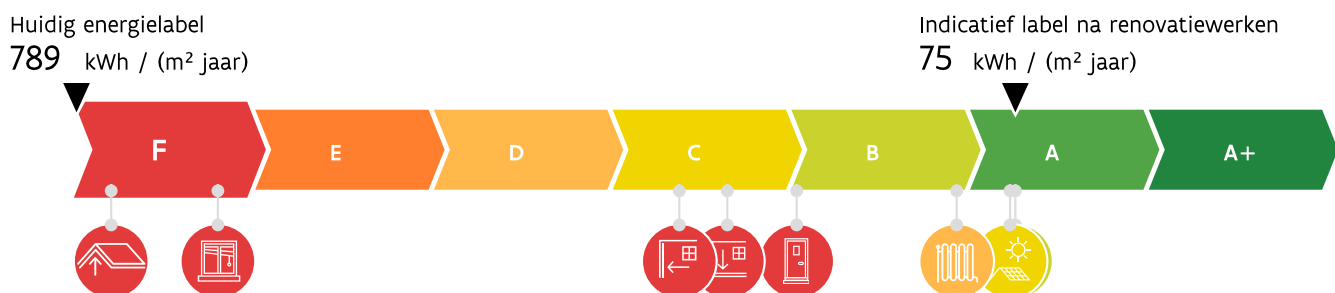 Huidig energielabel
789 kWh / (m² jaar)
Indicatief label na renovatiewerken
75 kWh / (m² jaar)
F E D C B A A+